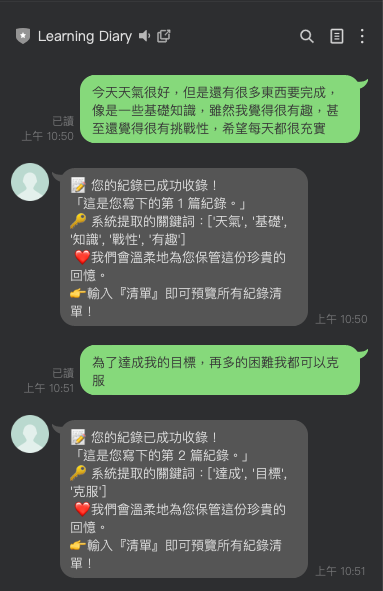 Learning Diary
今天天氣很好，但是還有很多東西要完成，
像是一些基礎知識，雖然我覺得很有趣，甚
至還覺得很有挑戰性，希望每天都很充實
已讀
上午 10:50
📝 您的紀錄已成功收錄！
「這是您寫下的第 1 篇紀錄。」
🔑 系統提取的關鍵詞：['天氣', '基礎',
'知識', '戰性', '有趣']
❤️我們會溫柔地為您保管這份珍貴的
回憶。
👉輸入『清單』即可預覽所有紀錄清
單！
上午 10:50
為了達成我的目標，再多的困難我都可以克
服
已讀
上午 10:51
📝 您的紀錄已成功收錄！
「這是您寫下的第 2 篇紀錄。」
🔑 系統提取的關鍵詞：['達成', '目標',
'克服']
❤️我們會溫柔地為您保管這份珍貴的
回憶。
👉輸入『清單』即可預覽所有紀錄清
單！
上午 10:51